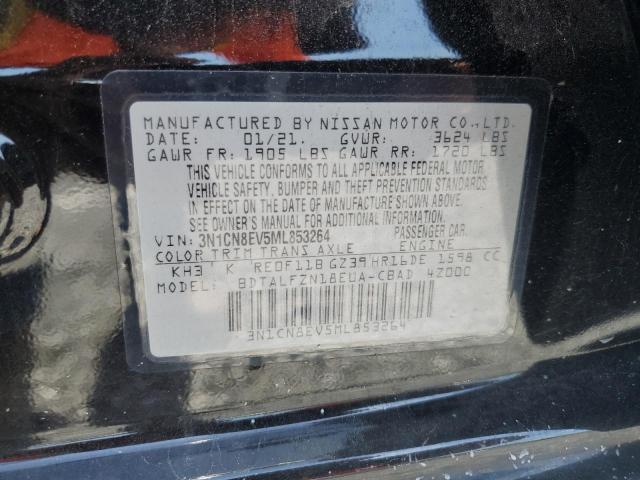 MANUFACTURED BY NISSAN MOTOR CO.,LTD.
DATE: 01/21. GVWR: 3624 LBS
GAWR FR: 1905 LBS GAWR RR: 1720 LBS
THIS VEHICLE CONFORMS TO ALL APPLICABLE FEDERAL MOTOR
VEHICLE SAFETY, BUMPER AND THEFT PREVENTION STANDARDS
IN EFFECT ON THE DATE OF MANUFACTURE SHOWN ABOVE.
SEE OWNER'S MANUAL FOR ADDITIONAL INFORMATION.
VIN: 3N1CN8EV5ML853264 PASSENGER CAR
COLOR TRIM TRANS AXLE ENGINE
KH3 K RE0F11B GZ39 HR16DE 1598 CC
MODEL: BDTALFZN18EUA-CBAD 4Z00C
3N1CN8EV5ML853264